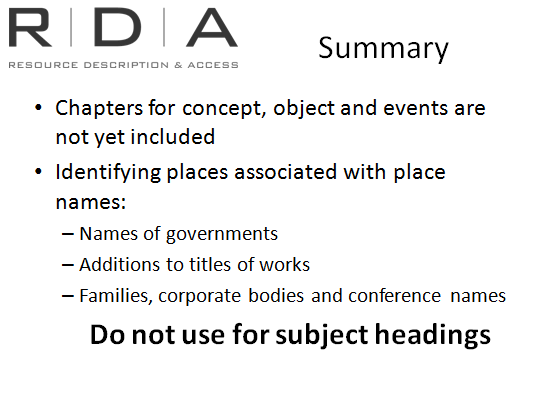 R | D | A
RESOURCE DESCRIPTION & ACCESS
Summary
• Chapters for concept, object and events are
not yet included
• Identifying places associated with place
names:
– Names of governments
– Additions to titles of works
– Families, corporate bodies and conference names
Do not use for subject headings